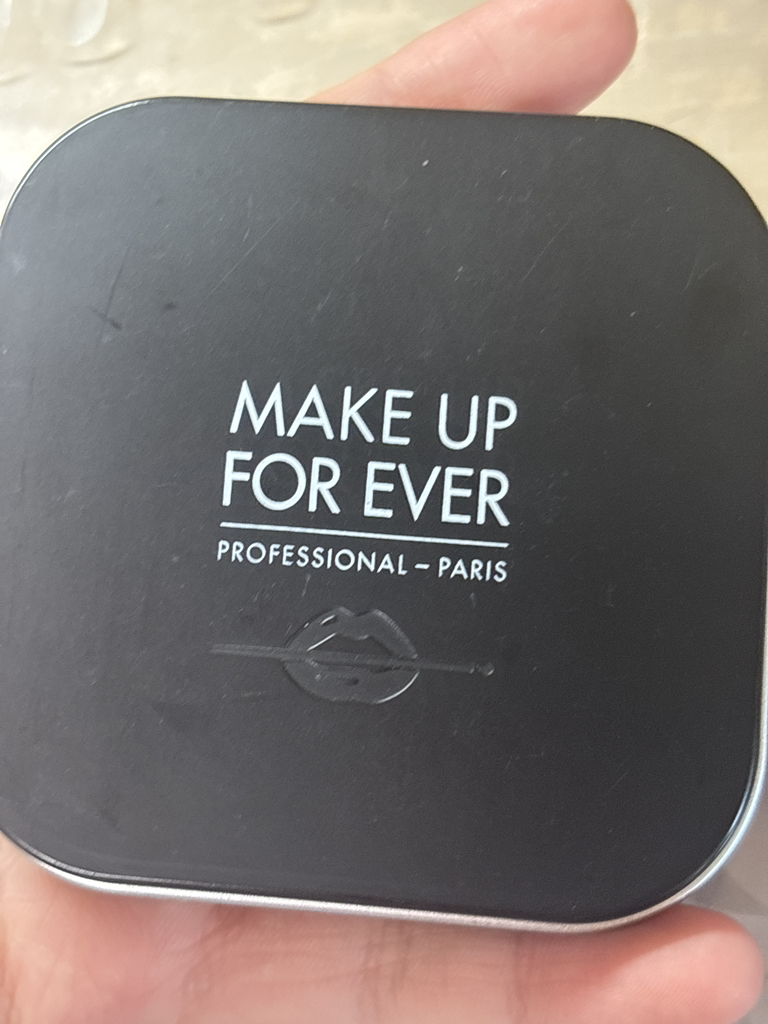 MAKE UP
FOR EVER
PROFESSIONAL – PARIS